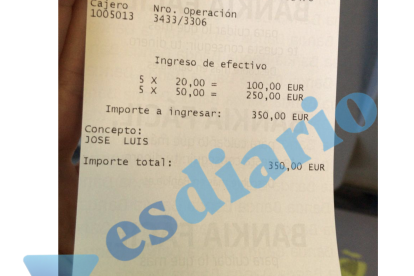 Cajero Nro. Operación
1005013 3433/3306
Ingreso de efectivo
5 X 20,00 = 100,00 EUR
5 X 50,00 = 250,00 EUR
Importe a ingresar: 350,00 EUR
Concepto:
JOSE LUIS
Importe total: 350,00 EUR
esdiario